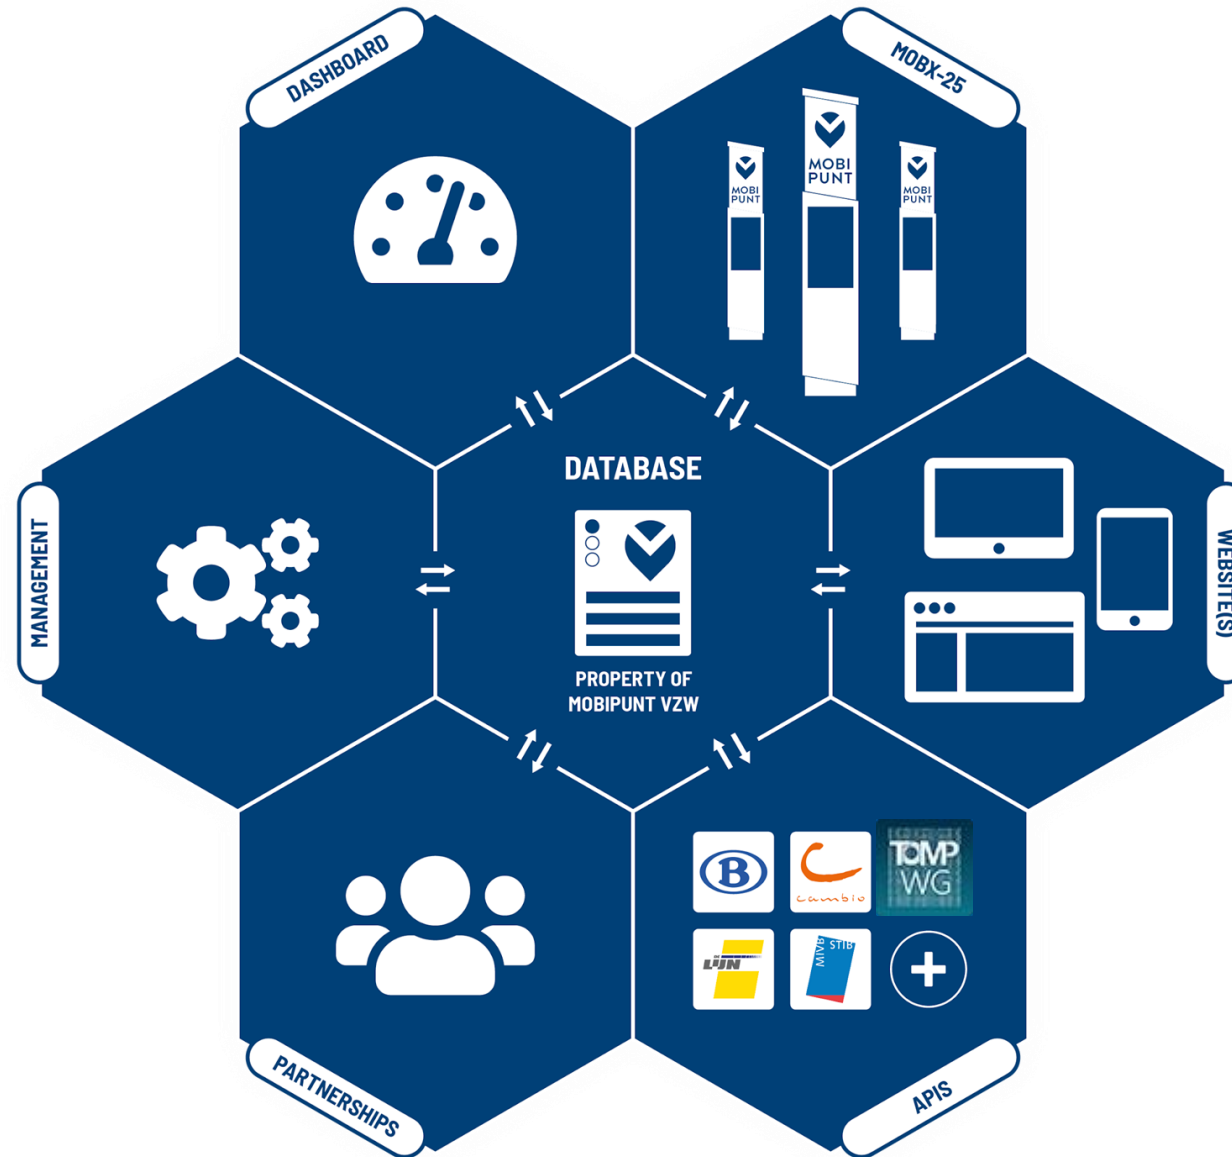 DASHBOARD
MOBX-25
MOBI
PUNT
MOBI
PUNT
MOBI
PUNT
DATABASE
PROPERTY OF
MOBIPUNT VZW
MANAGEMENT
WEBSITE(S)
PARTNERSHIPS
B
cambio
TOMP
WG
DE
LIJN
MIVB
STIB
APIS